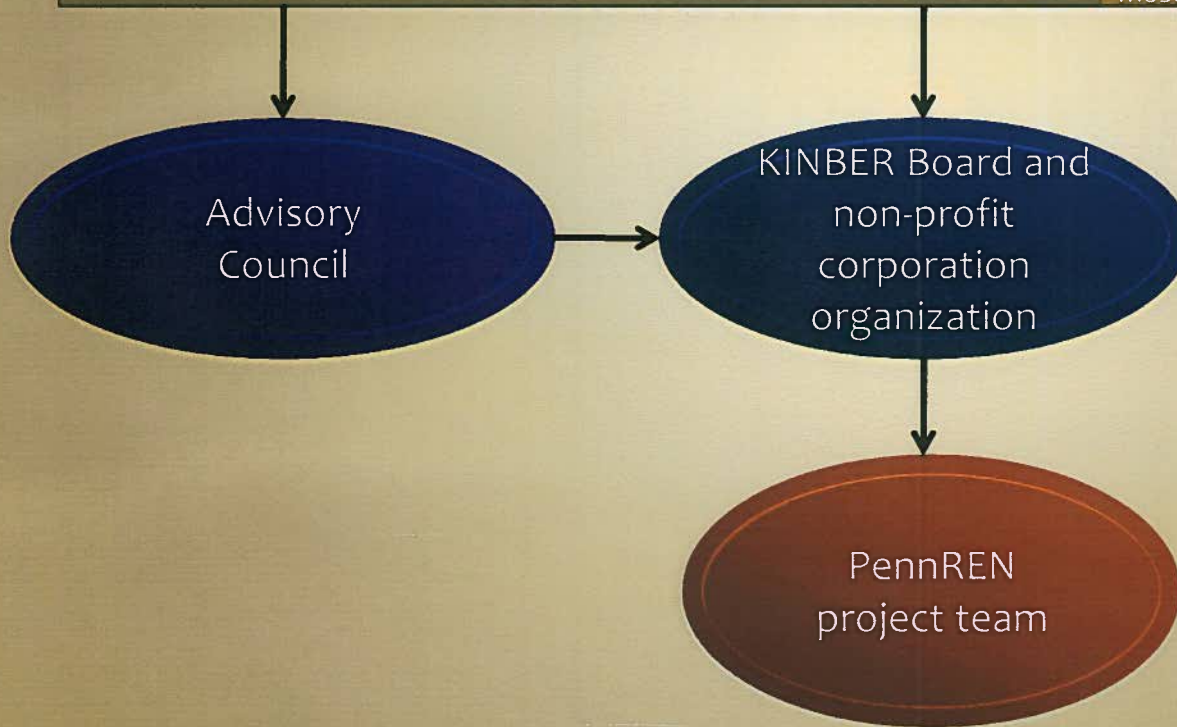 Advisory
Council
KINBER Board and
non-profit
corporation
organization
PennREN
project team